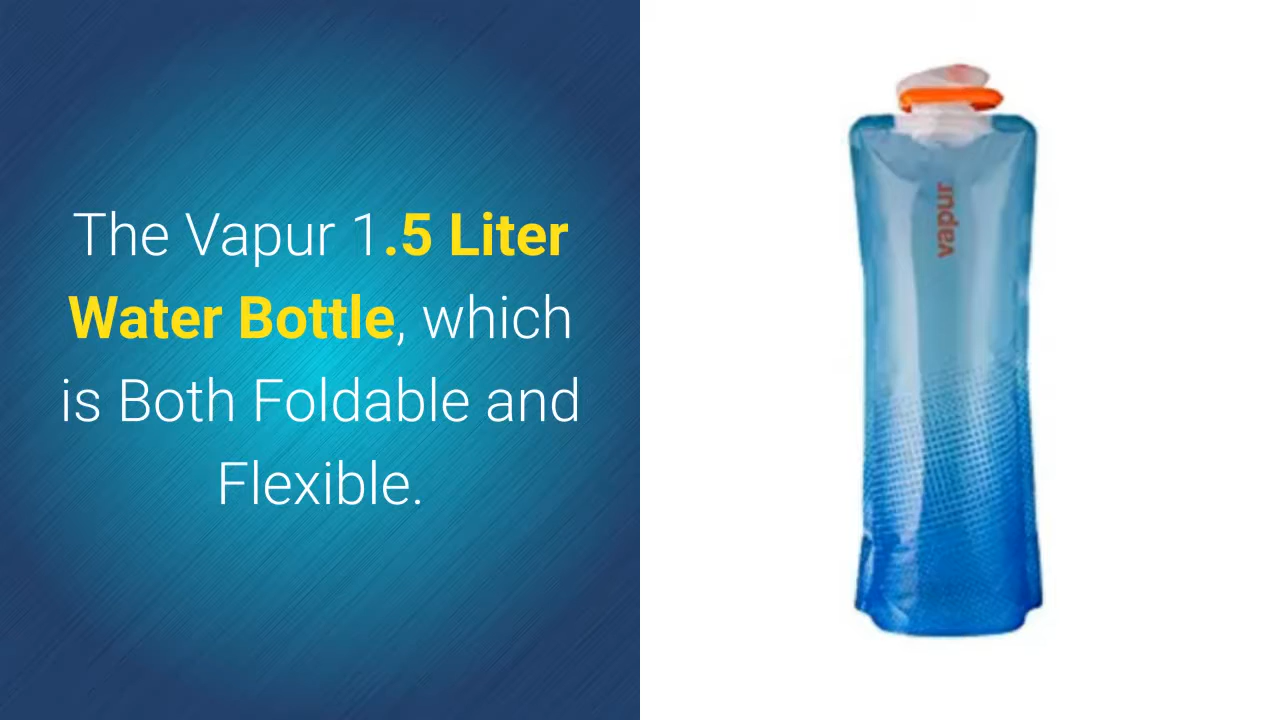 The Vapur 1.5 Liter
Water Bottle, which
is Both Foldable and
Flexible.
vapur